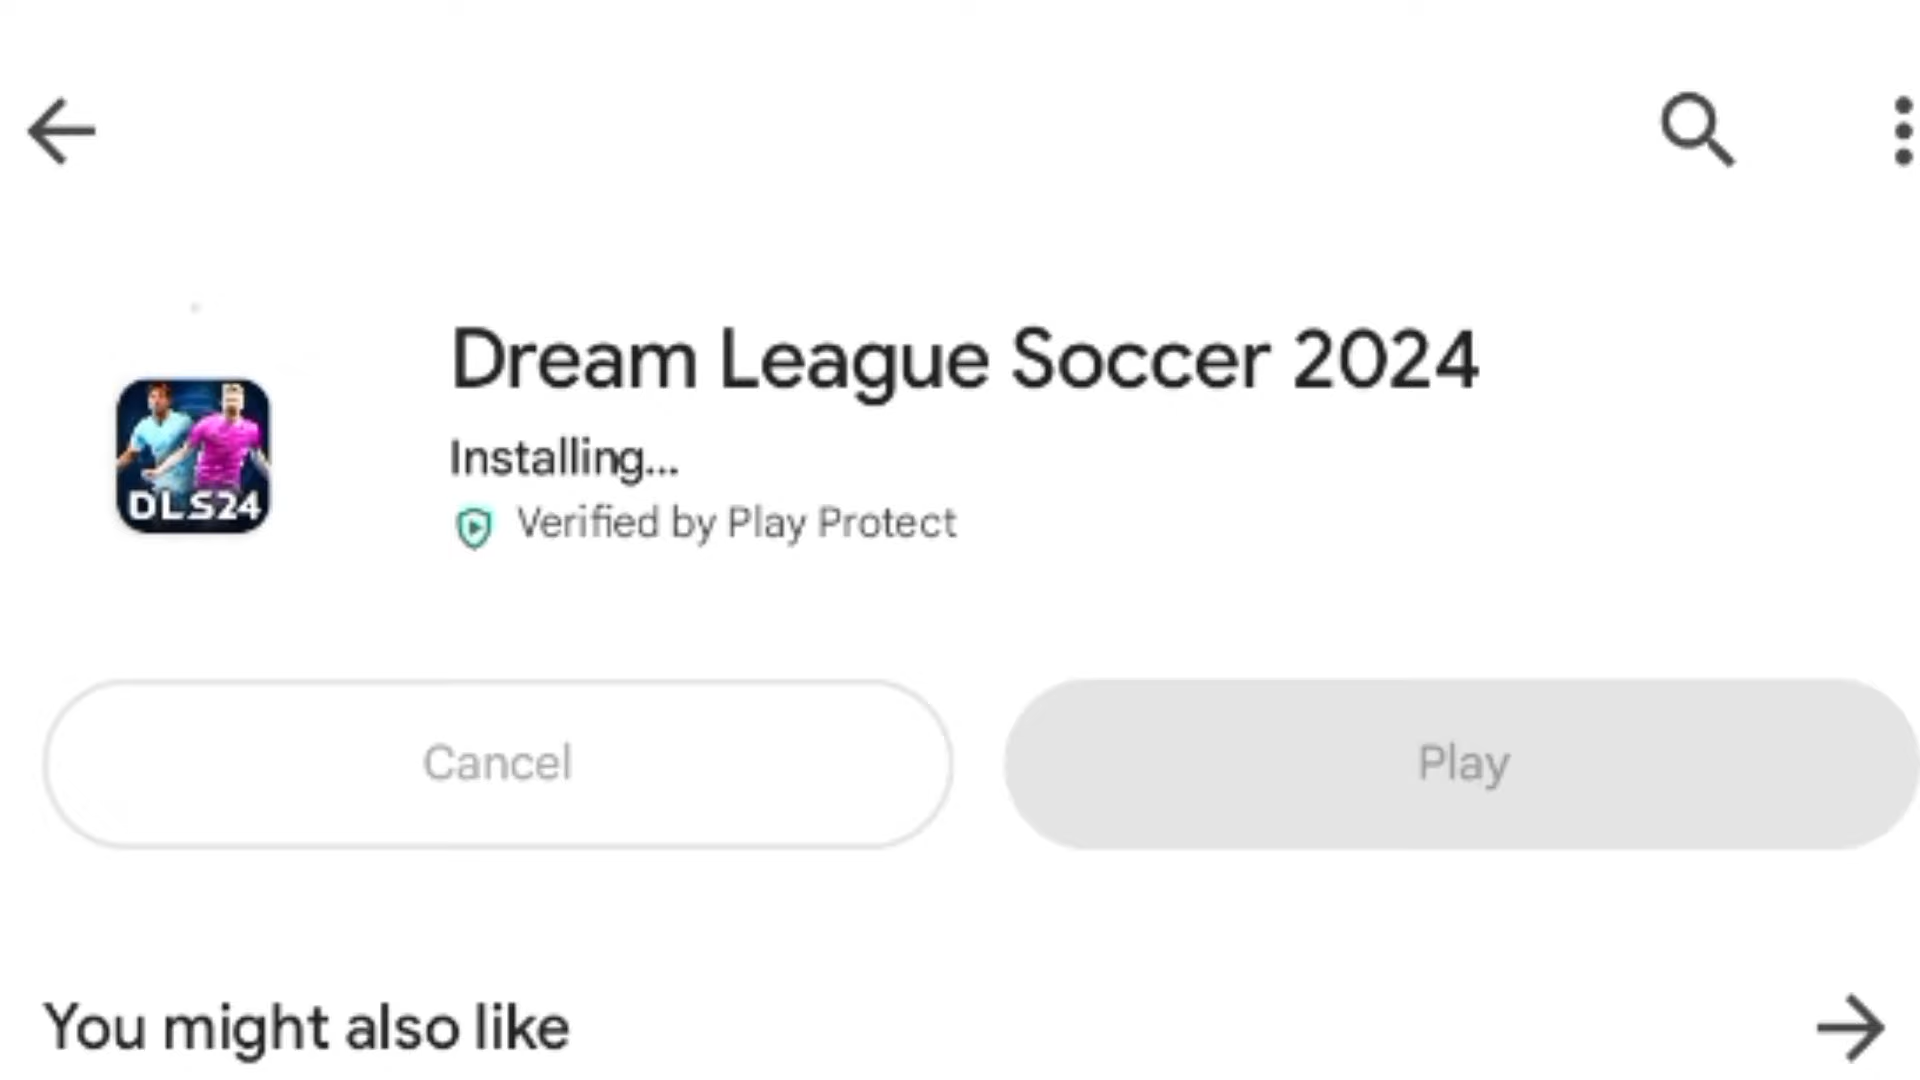 Dream League Soccer 2024
Installing...
DLS24
Verified by Play Protect
Cancel
Play
You might also like